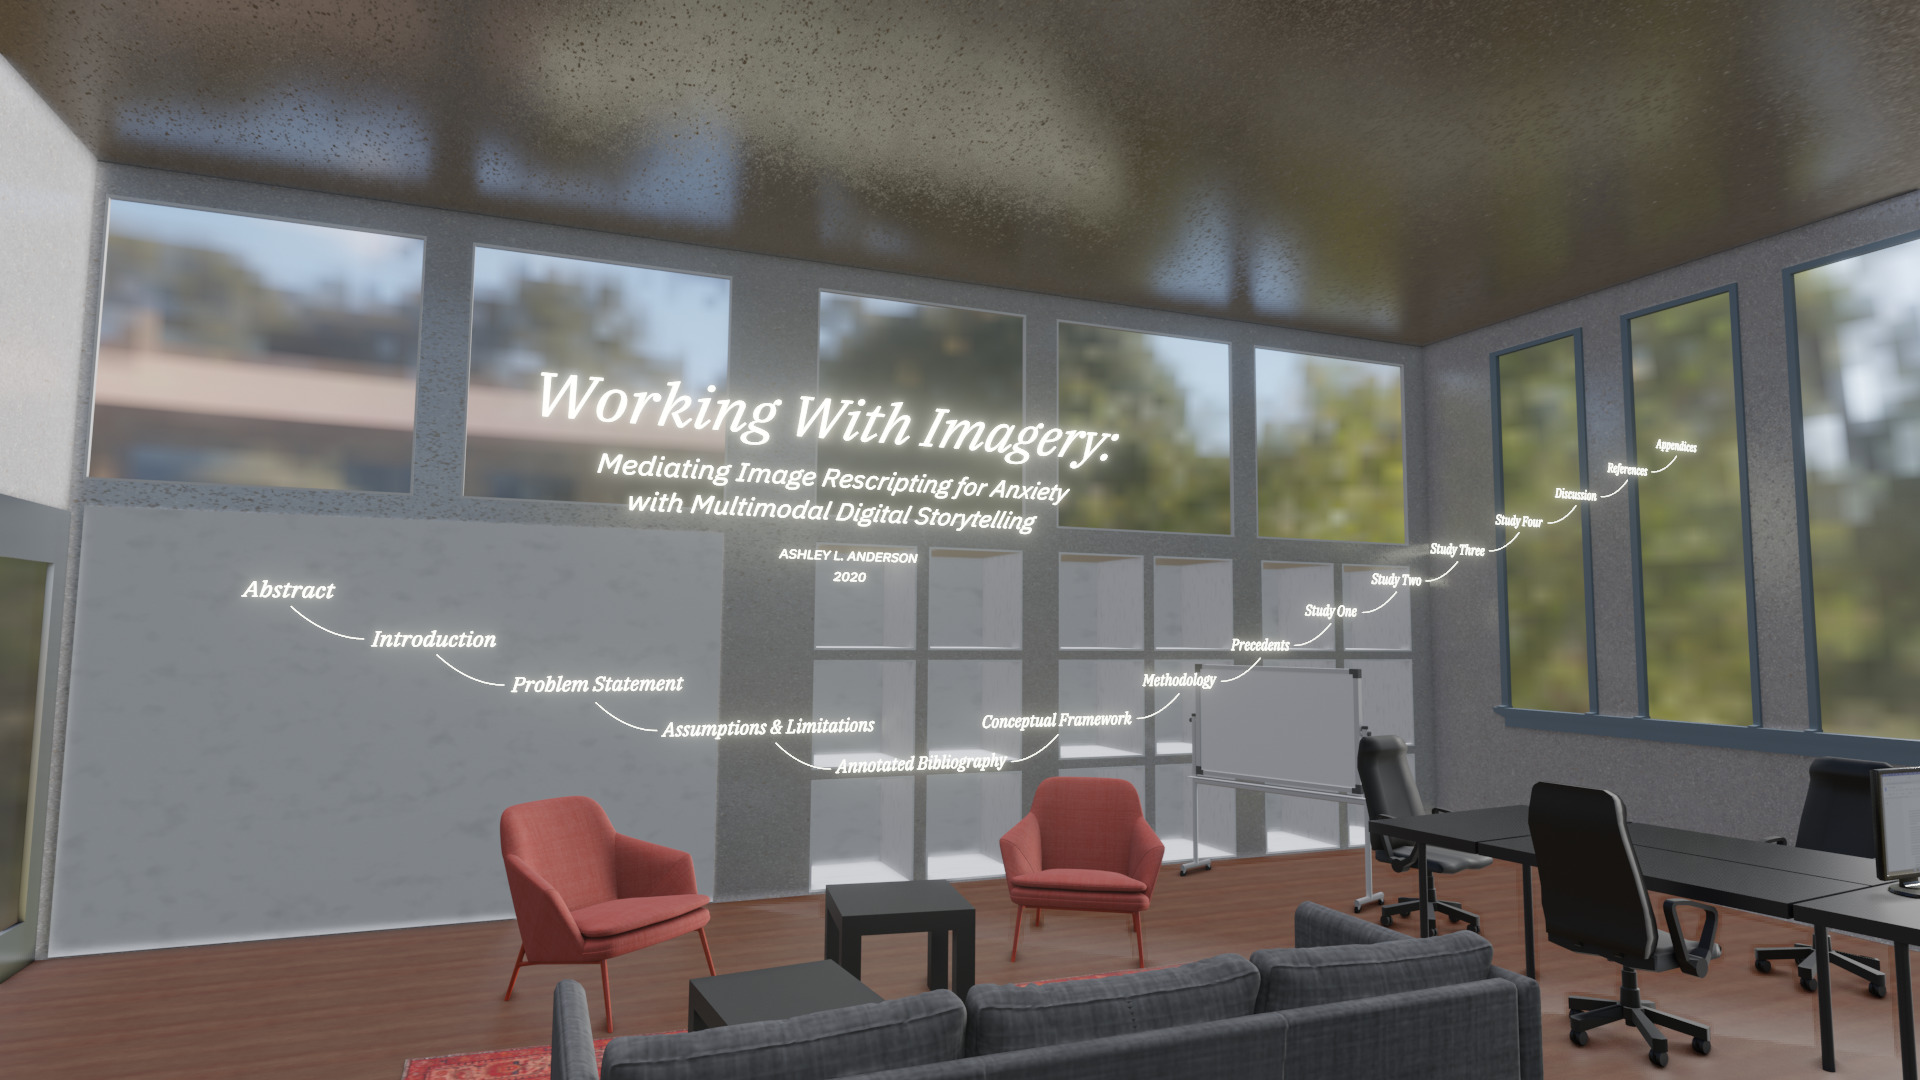 Working With Imagery:
Mediating Image Rescripting for Anxiety
with Multimodal Digital Storytelling
ASHLEY L. ANDERSON
2020
Abstract
Introduction
Problem Statement
Assumptions & Limitations
Annotated Bibliography
Conceptual Framework
Methodology
Precedents
Study One
Study Two
Study Three
Study Four
Discussion
References
Appendices